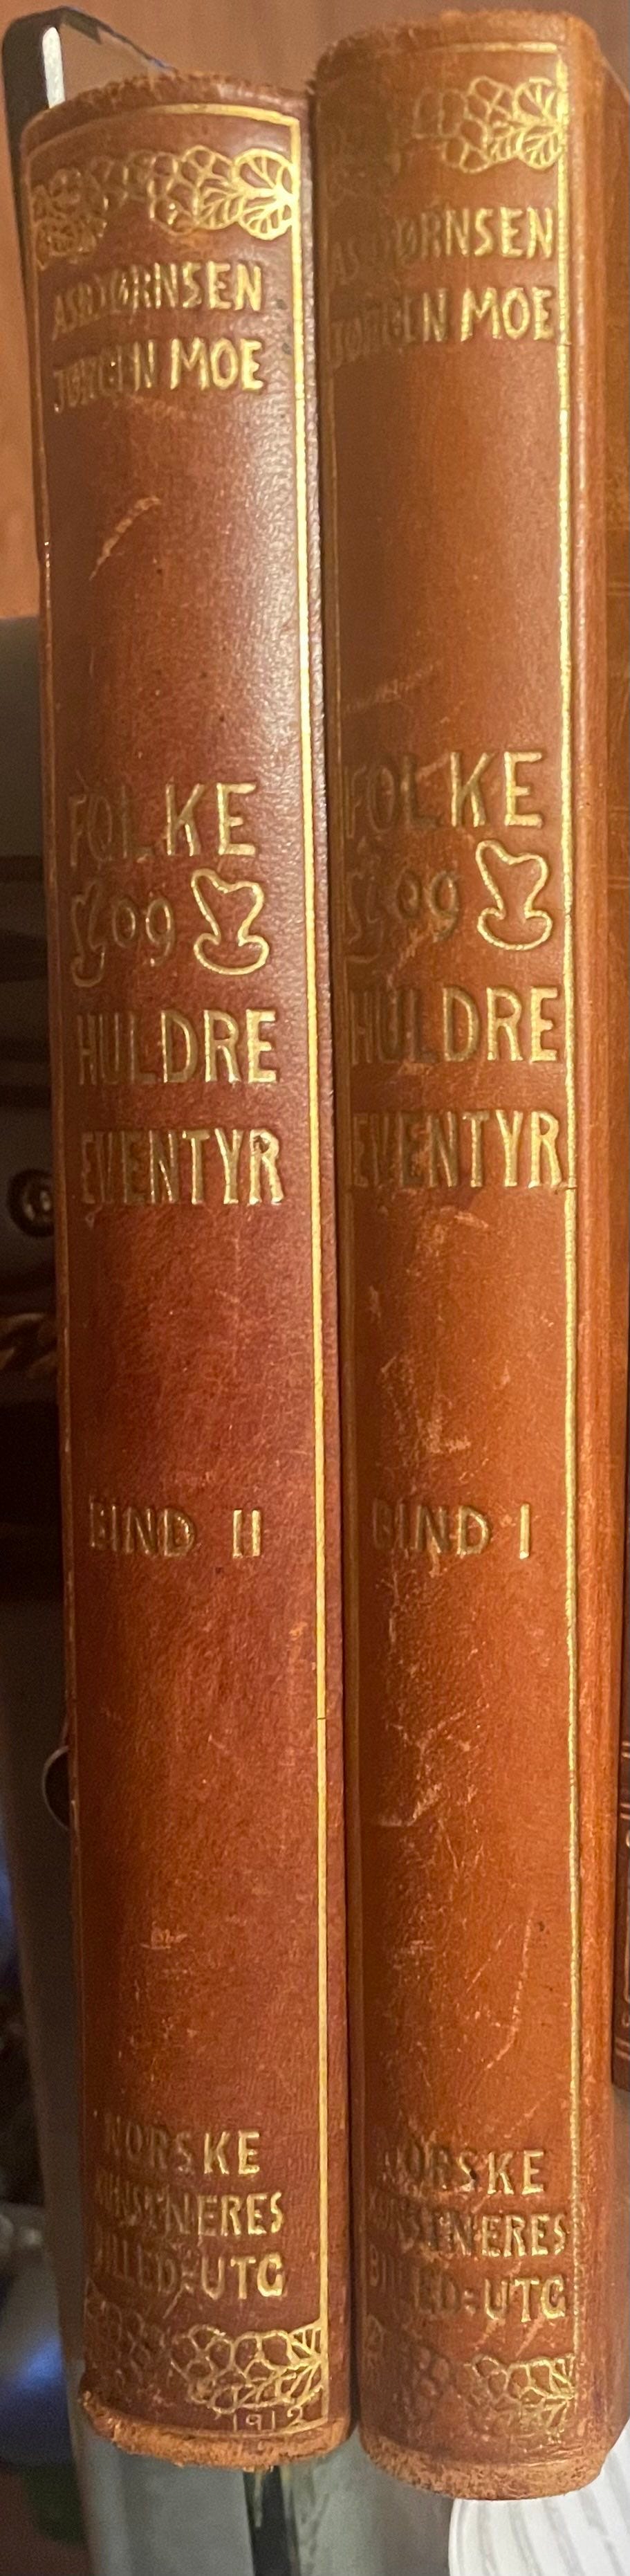 ASBJØRNSEN
JØRGEN MOE
FOLKE
OG
HULDRE
EVENTYR
BIND II
NORSKE
KUNSTNERES
BILLED-UTG
1912
ASBJØRNSEN
JØRGEN MOE
FOLKE
OG
HULDRE
EVENTYR
BIND I
NORSKE
KUNSTNERES
BILLED-UTG